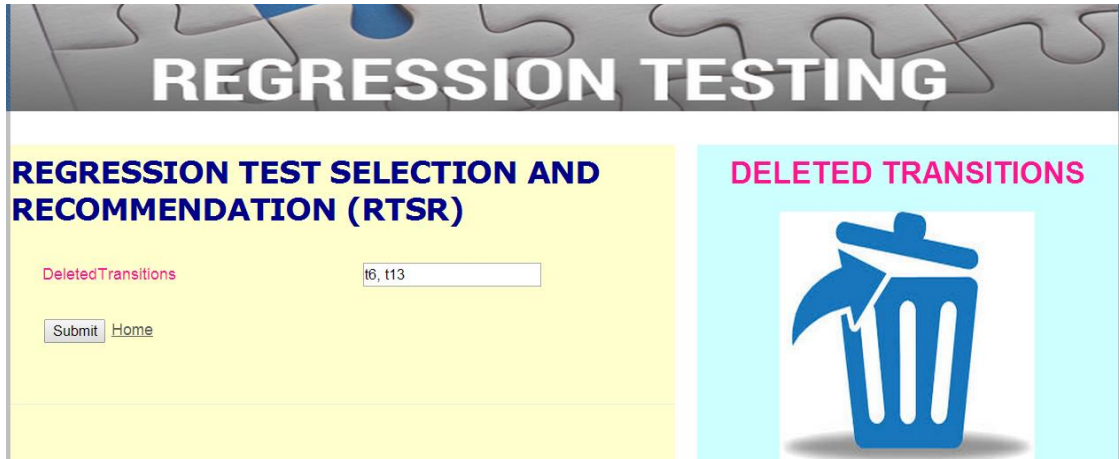 REGRESSION TESTING
REGRESSION TEST SELECTION AND
RECOMMENDATION (RTSR)
DeletedTransitions
t6, t13
Submit Home
DELETED TRANSITIONS